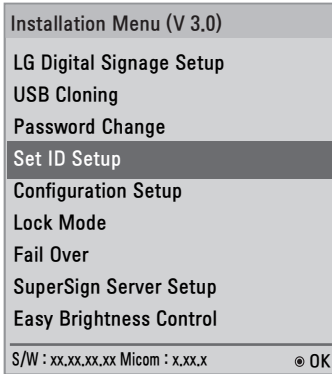 Installation Menu (V 3.0)
LG Digital Signage Setup
USB Cloning
Password Change
Set ID Setup
Configuration Setup
Lock Mode
Fail Over
SuperSign Server Setup
Easy Brightness Control
S/W : xx.xx.xx.xx Micom : x.xx.x ◉ OK